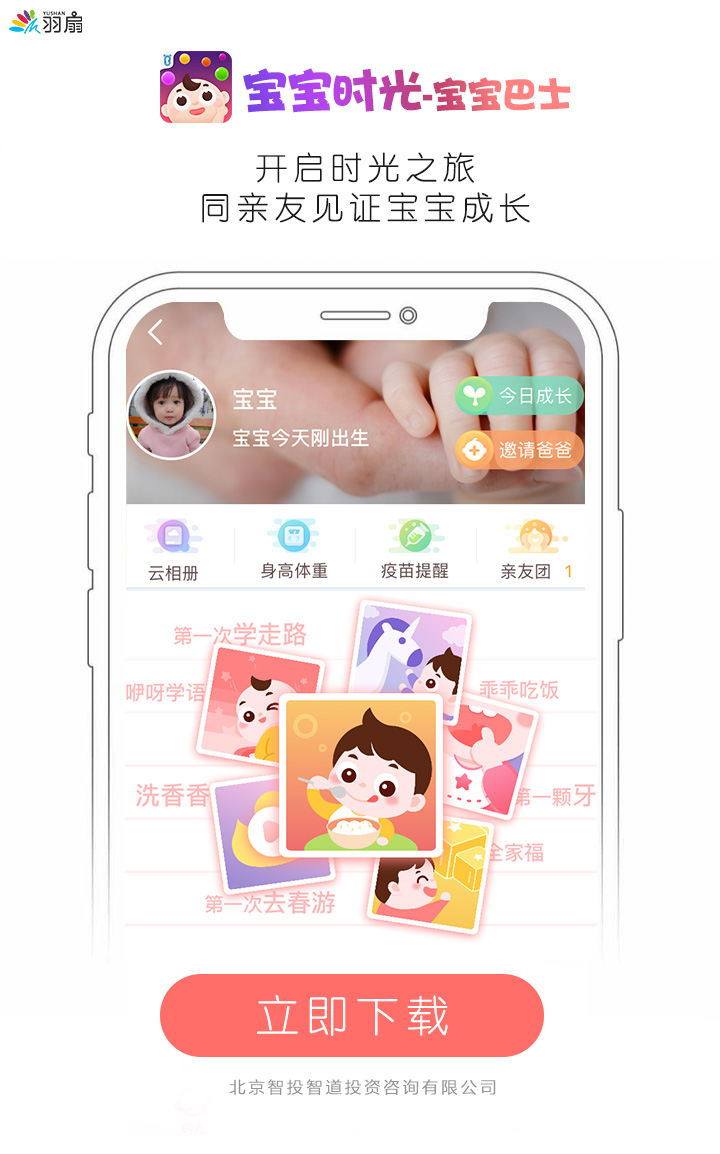 YUSHAN
羽扇
宝宝时光-宝宝巴士
开启时光之旅
同亲友见证宝宝成长
宝宝
今日成长
宝宝今天刚出生
邀请爸爸
云相册
身高体重
疫苗提醒
亲友团 1
第一次学走路
咿呀学语
乖乖吃饭
洗香香
第一颗牙
全家福
第一次去春游
立即下载
北京智投智道投资咨询有限公司